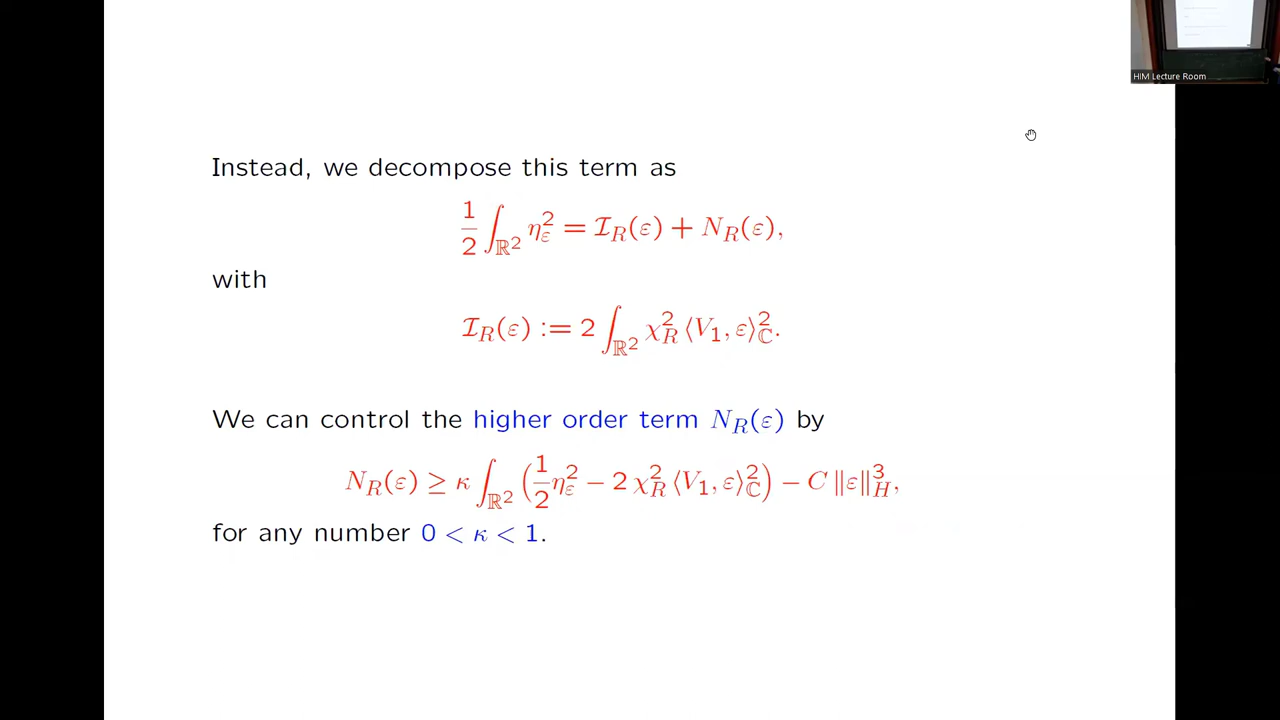 HIM Lecture Room
Instead, we decompose this term as
1/2 ∫_{ℝ²} η_ε² = 𝓘_R(ε) + N_R(ε),
with
𝓘_R(ε) := 2 ∫_{ℝ²} χ_R² ⟨V₁, ε⟩_ℂ².
We can control the higher order term N_R(ε) by
N_R(ε) ≥ κ ∫_{ℝ²} (1/2 η_ε² − 2 χ_R² ⟨V₁, ε⟩_ℂ²) − C ‖ε‖_H³,
for any number 0 < κ < 1.